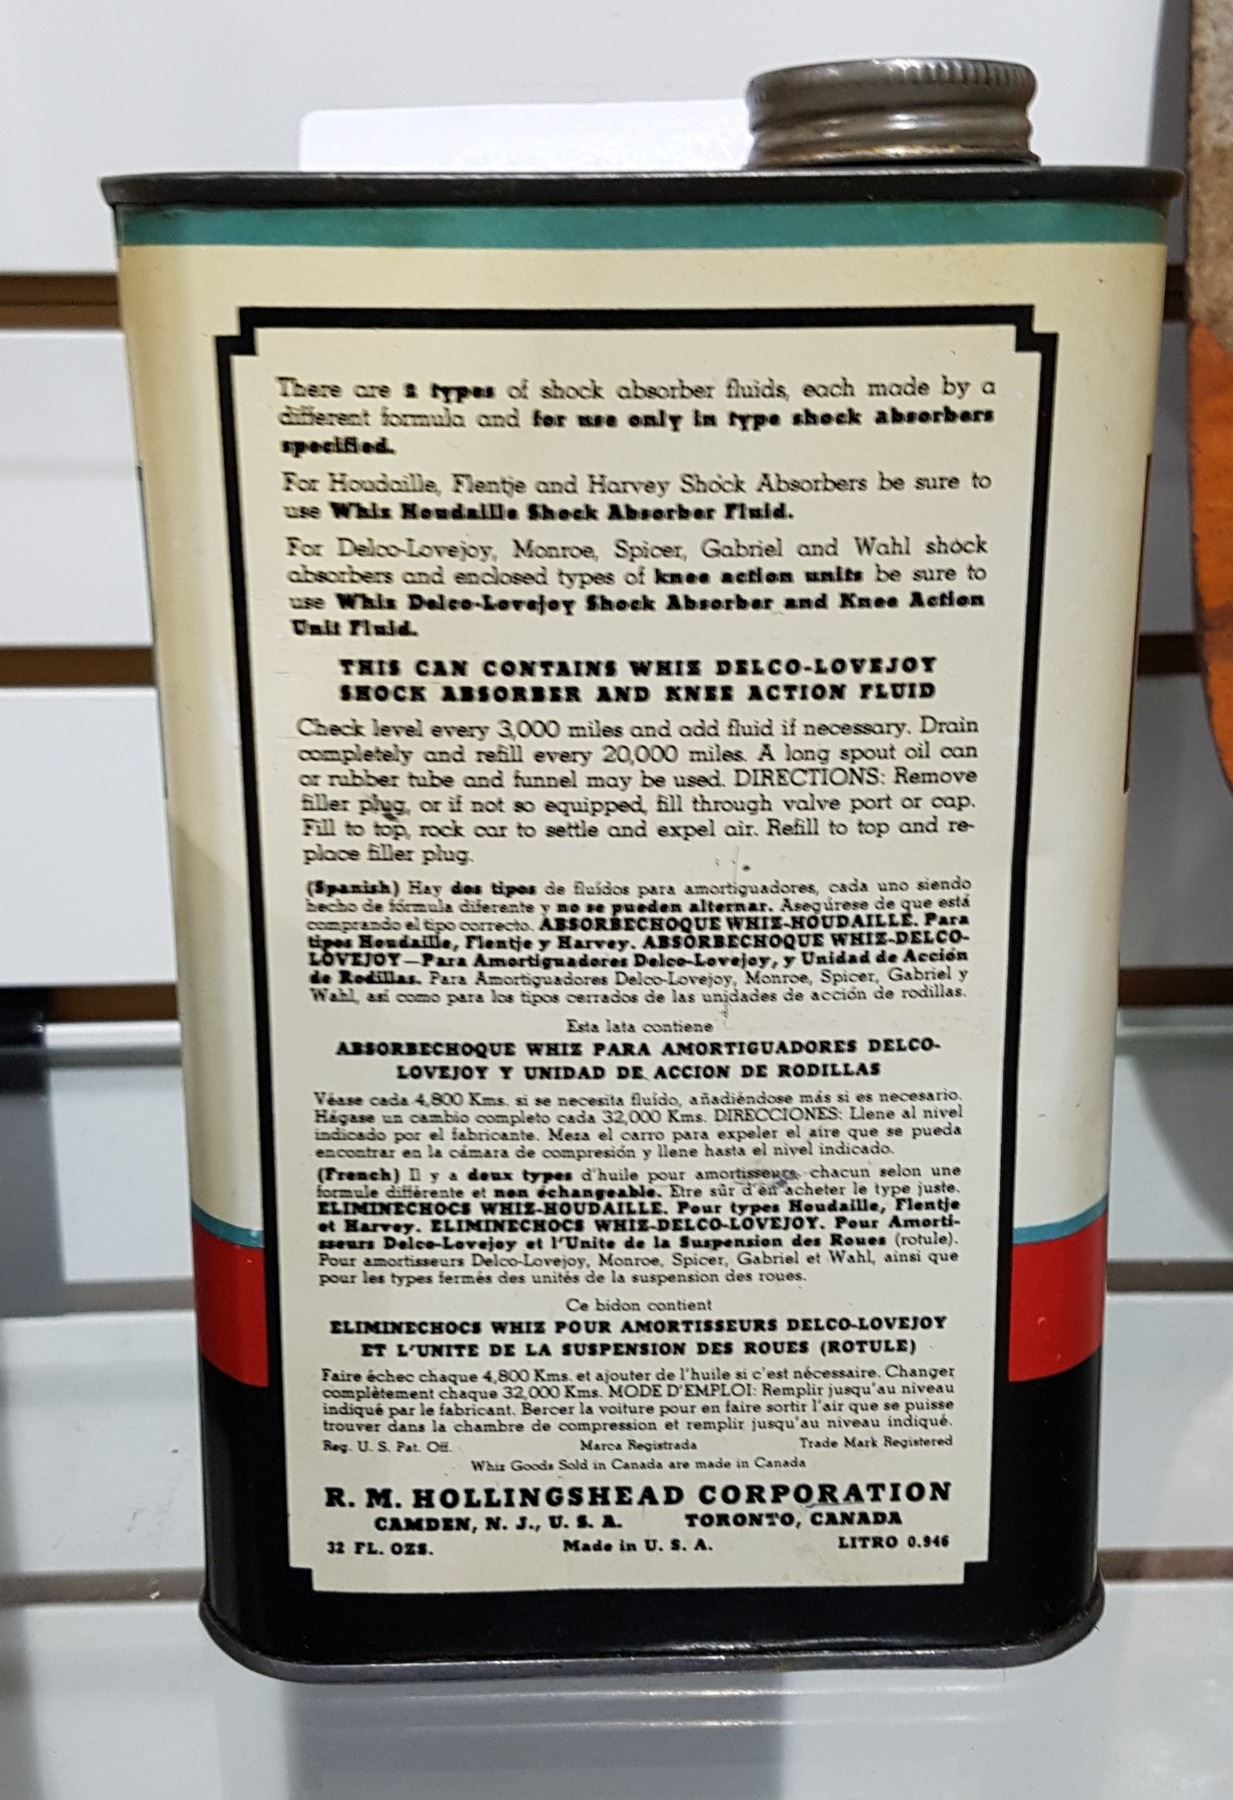 There are 2 types of shock absorber fluids, each made by a
different formula and for use only in type shock absorbers
specified.
For Houdaille, Flentje and Harvey Shock Absorbers be sure to
use Whiz Houdaille Shock Absorber Fluid.
For Delco-Lovejoy, Monroe, Spicer, Gabriel and Wahl shock
absorbers and enclosed types of knee action units be sure to
use Whiz Delco-Lovejoy Shock Absorber and Knee Action
Unit Fluid.
THIS CAN CONTAINS WHIZ DELCO-LOVEJOY
SHOCK ABSORBER AND KNEE ACTION FLUID
Check level every 3,000 miles and add fluid if necessary. Drain
completely and refill every 20,000 miles. A long spout oil can
or rubber tube and funnel may be used. DIRECTIONS: Remove
filler plug, or if not so equipped, fill through valve port or cap.
Fill to top, rock car to settle and expel air. Refill to top and re-
place filler plug.
(Spanish) Hay dos tipos de fluídos para amortiguadores, cada uno siendo
hecho de fórmula diferente y no se pueden alternar. Asegúrese de que está
comprando el tipo correcto. ABSORBECHOQUE WHIZ-HOUDAILLE. Para
tipos Houdaille, Flentje y Harvey. ABSORBECHOQUE WHIZ-DELCO-
LOVEJOY—Para Amortiguadores Delco-Lovejoy, y Unidad de Acción
de Rodillas. Para Amortiguadores Delco-Lovejoy, Monroe, Spicer, Gabriel y
Wahl, así como para los tipos cerrados de las unidades de acción de rodillas.
Esta lata contiene
ABSORBECHOQUE WHIZ PARA AMORTIGUADORES DELCO-
LOVEJOY Y UNIDAD DE ACCION DE RODILLAS
Véase cada 4,800 Kms. si se necesita fluído, añadiéndose más si es necesario.
Hágase un cambio completo cada 32,000 Kms. DIRECCIONES: Llene al nivel
indicado por el fabricante. Meza el carro para expeler el aire que se pueda
encontrar en la cámara de compresión y llene hasta el nivel indicado.
(French) Il y a deux types d'huile pour amortisseurs, chacun selon une
formule différente et non échangeable. Etre sûr d'en acheter le type juste.
ELIMINECHOCS WHIZ-HOUDAILLE. Pour types Houdaille, Flentje
et Harvey. ELIMINECHOCS WHIZ-DELCO-LOVEJOY. Pour Amorti-
sseurs Delco-Lovejoy et l'Unite de la Suspension des Roues (rotule).
Pour amortisseurs Delco-Lovejoy, Monroe, Spicer, Gabriel et Wahl, ainsi que
pour les types fermés des unités de la suspension des roues.
Ce bidon contient
ELIMINECHOCS WHIZ POUR AMORTISSEURS DELCO-LOVEJOY
ET L'UNITE DE LA SUSPENSION DES ROUES (ROTULE)
Faire échec chaque 4,800 Kms. et ajouter de l'huile si c'est nécessaire. Changer
complètement chaque 32,000 Kms. MODE D'EMPLOI: Remplir jusqu'au niveau
indiqué par le fabricant. Bercer la voiture pour en faire sortir l'air que se puisse
trouver dans la chambre de compression et remplir jusqu'au niveau indiqué.
Reg. U. S. Pat. Off. Marca Registrada Trade Mark Registered
Whiz Goods Sold in Canada are made in Canada
R. M. HOLLINGSHEAD CORPORATION
CAMDEN, N. J., U. S. A. TORONTO, CANADA
32 FL. OZS. Made in U. S. A. LITRO 0.946